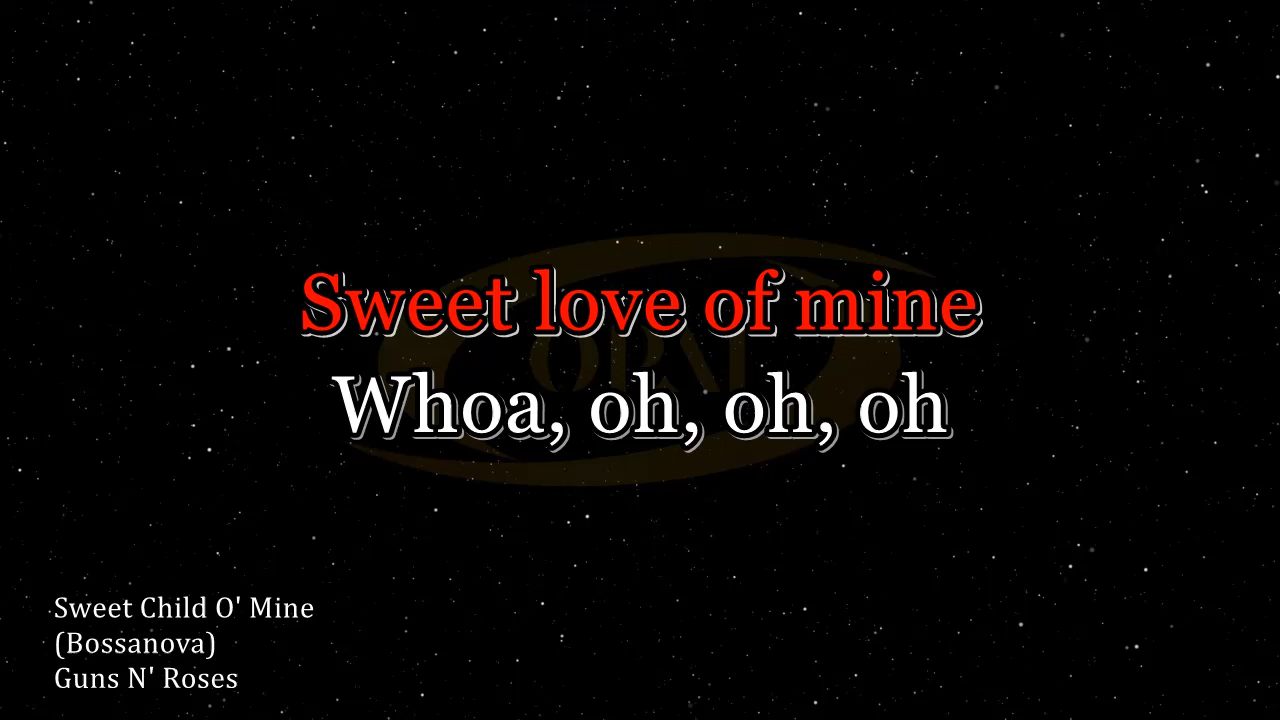 Sweet love of mine
Whoa, oh, oh, oh
Sweet Child O' Mine
(Bossanova)
Guns N' Roses